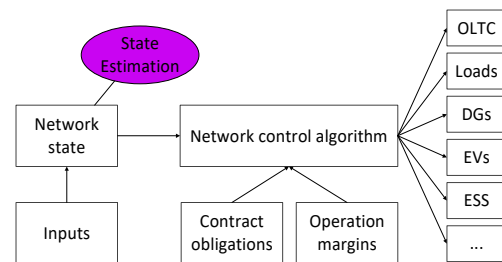 State
Estimation
Network
state
Network control algorithm
Inputs
Contract
obligations
Operation
margins
OLTC
Loads
DGs
EVs
ESS
...